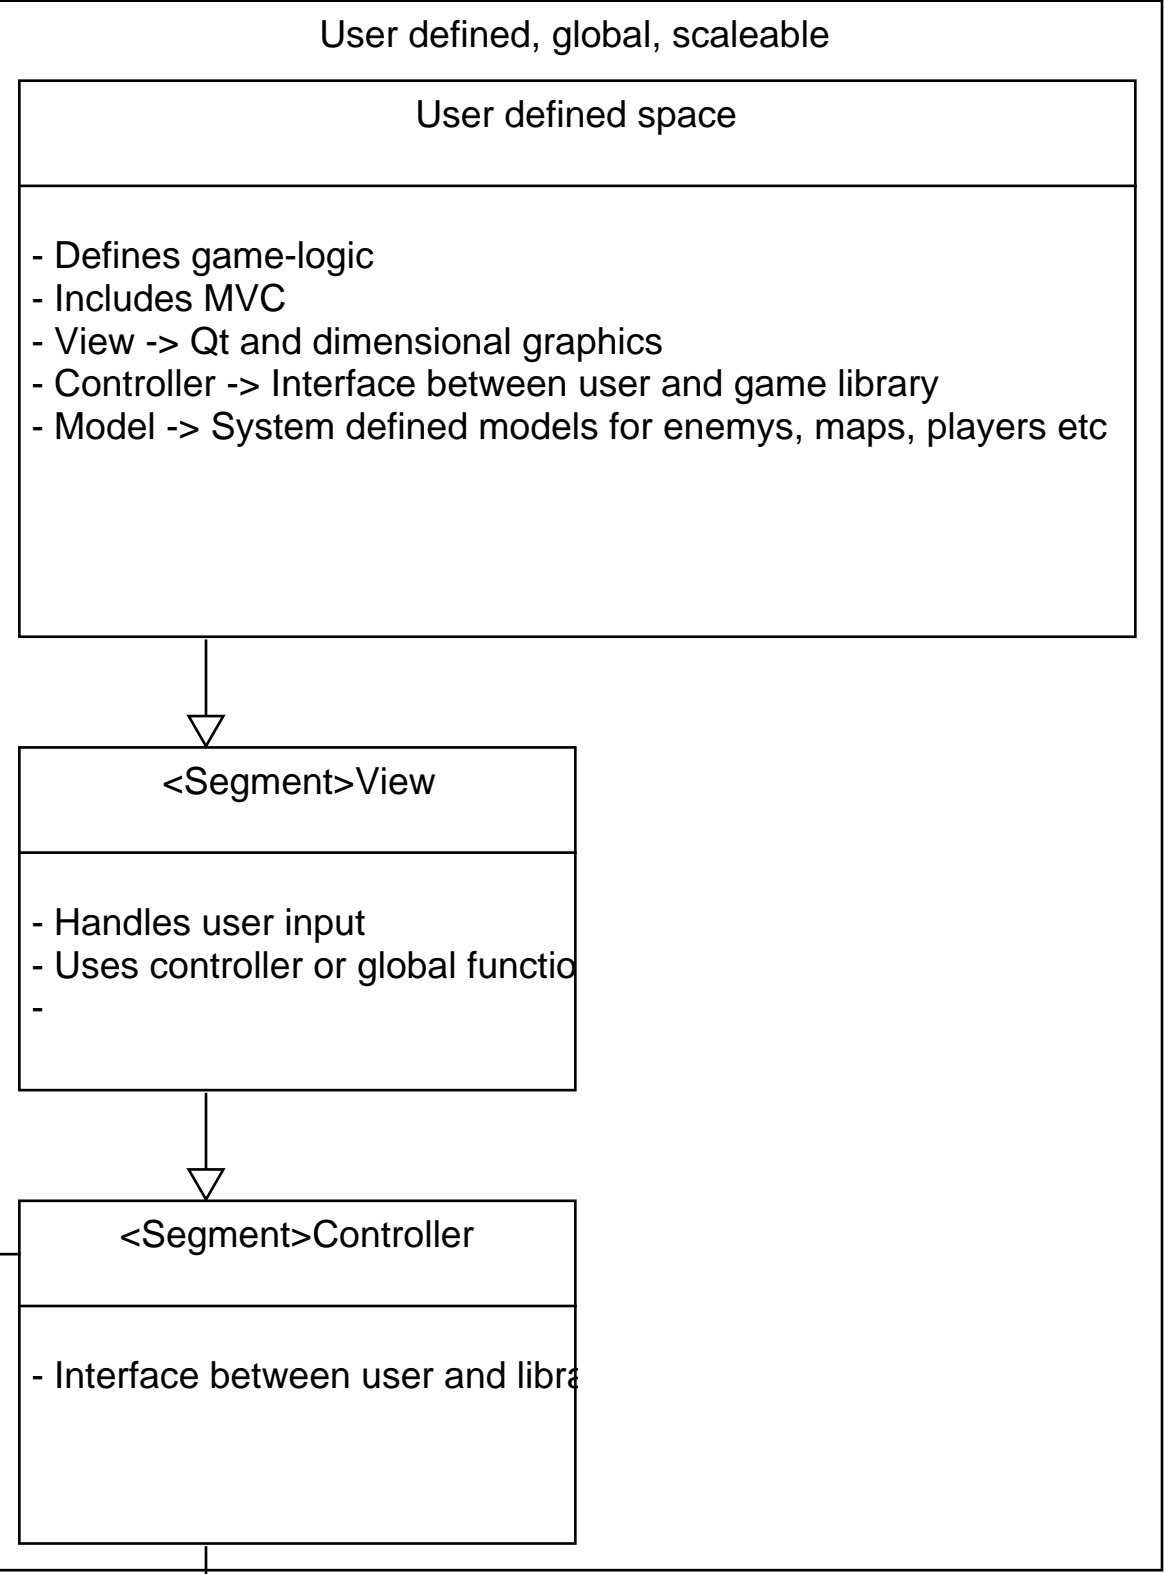 User defined, global, scaleable
User defined space
- Defines game-logic
- Includes MVC
- View -> Qt and dimensional graphics
- Controller -> Interface between user and game library
- Model -> System defined models for enemys, maps, players etc
<Segment>View
- Handles user input
- Uses controller or global functio
-
<Segment>Controller
- Interface between user and libra